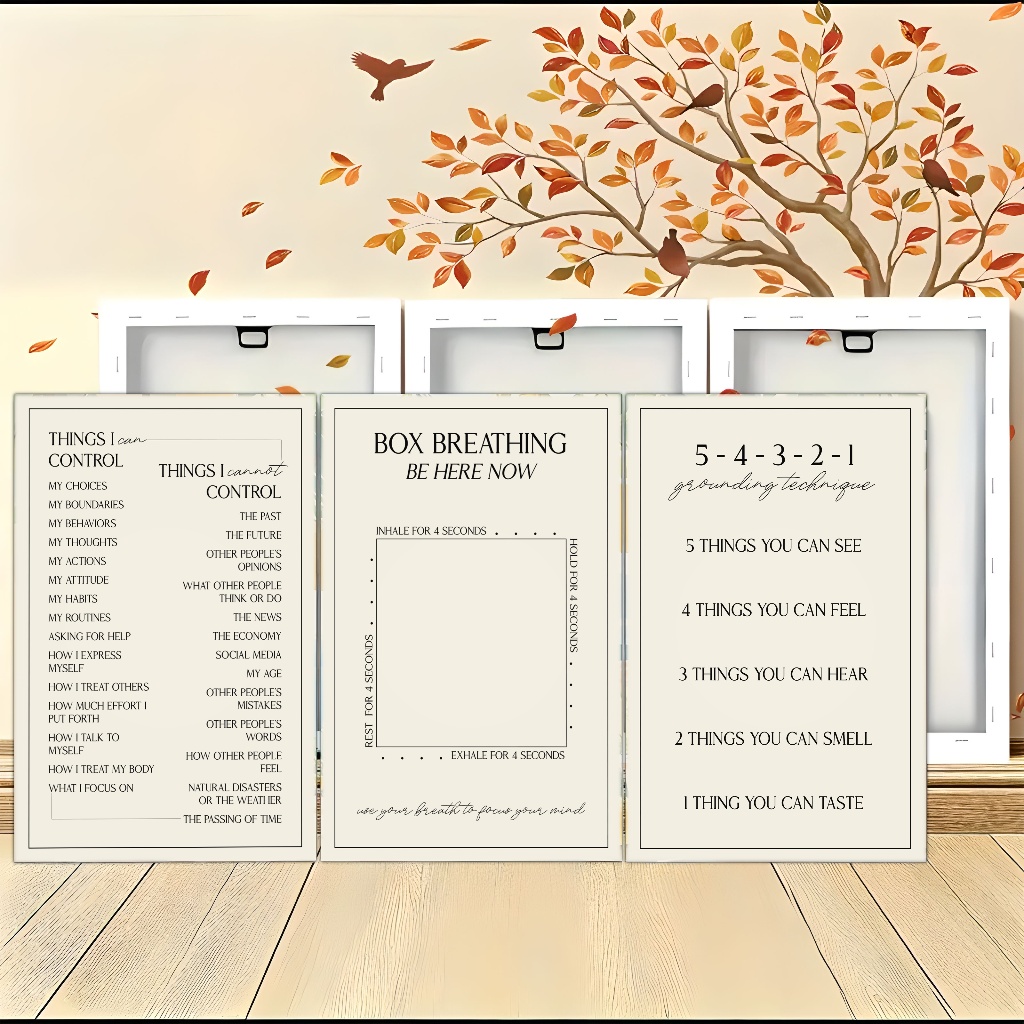 THINGS I can
CONTROL
MY CHOICES
MY BOUNDARIES
MY BEHAVIORS
MY THOUGHTS
MY ACTIONS
MY ATTITUDE
MY HABITS
MY ROUTINES
ASKING FOR HELP
HOW I EXPRESS
MYSELF
HOW I TREAT OTHERS
HOW MUCH EFFORT I
PUT FORTH
HOW I TALK TO
MYSELF
HOW I TREAT MY BODY
WHAT I FOCUS ON
THINGS I cannot
CONTROL
THE PAST
THE FUTURE
OTHER PEOPLE'S
OPINIONS
WHAT OTHER PEOPLE
THINK OR DO
THE NEWS
THE ECONOMY
SOCIAL MEDIA
MY AGE
OTHER PEOPLE'S
MISTAKES
OTHER PEOPLE'S
WORDS
HOW OTHER PEOPLE
FEEL
NATURAL DISASTERS
OR THE WEATHER
THE PASSING OF TIME
BOX BREATHING
BE HERE NOW
INHALE FOR 4 SECONDS . . . .
HOLD FOR 4 SECONDS . . . .
EXHALE FOR 4 SECONDS . . . .
REST FOR 4 SECONDS . . . .
use your breath to focus your mind
5 - 4 - 3 - 2 - 1
grounding technique
5 THINGS YOU CAN SEE
4 THINGS YOU CAN FEEL
3 THINGS YOU CAN HEAR
2 THINGS YOU CAN SMELL
1 THING YOU CAN TASTE